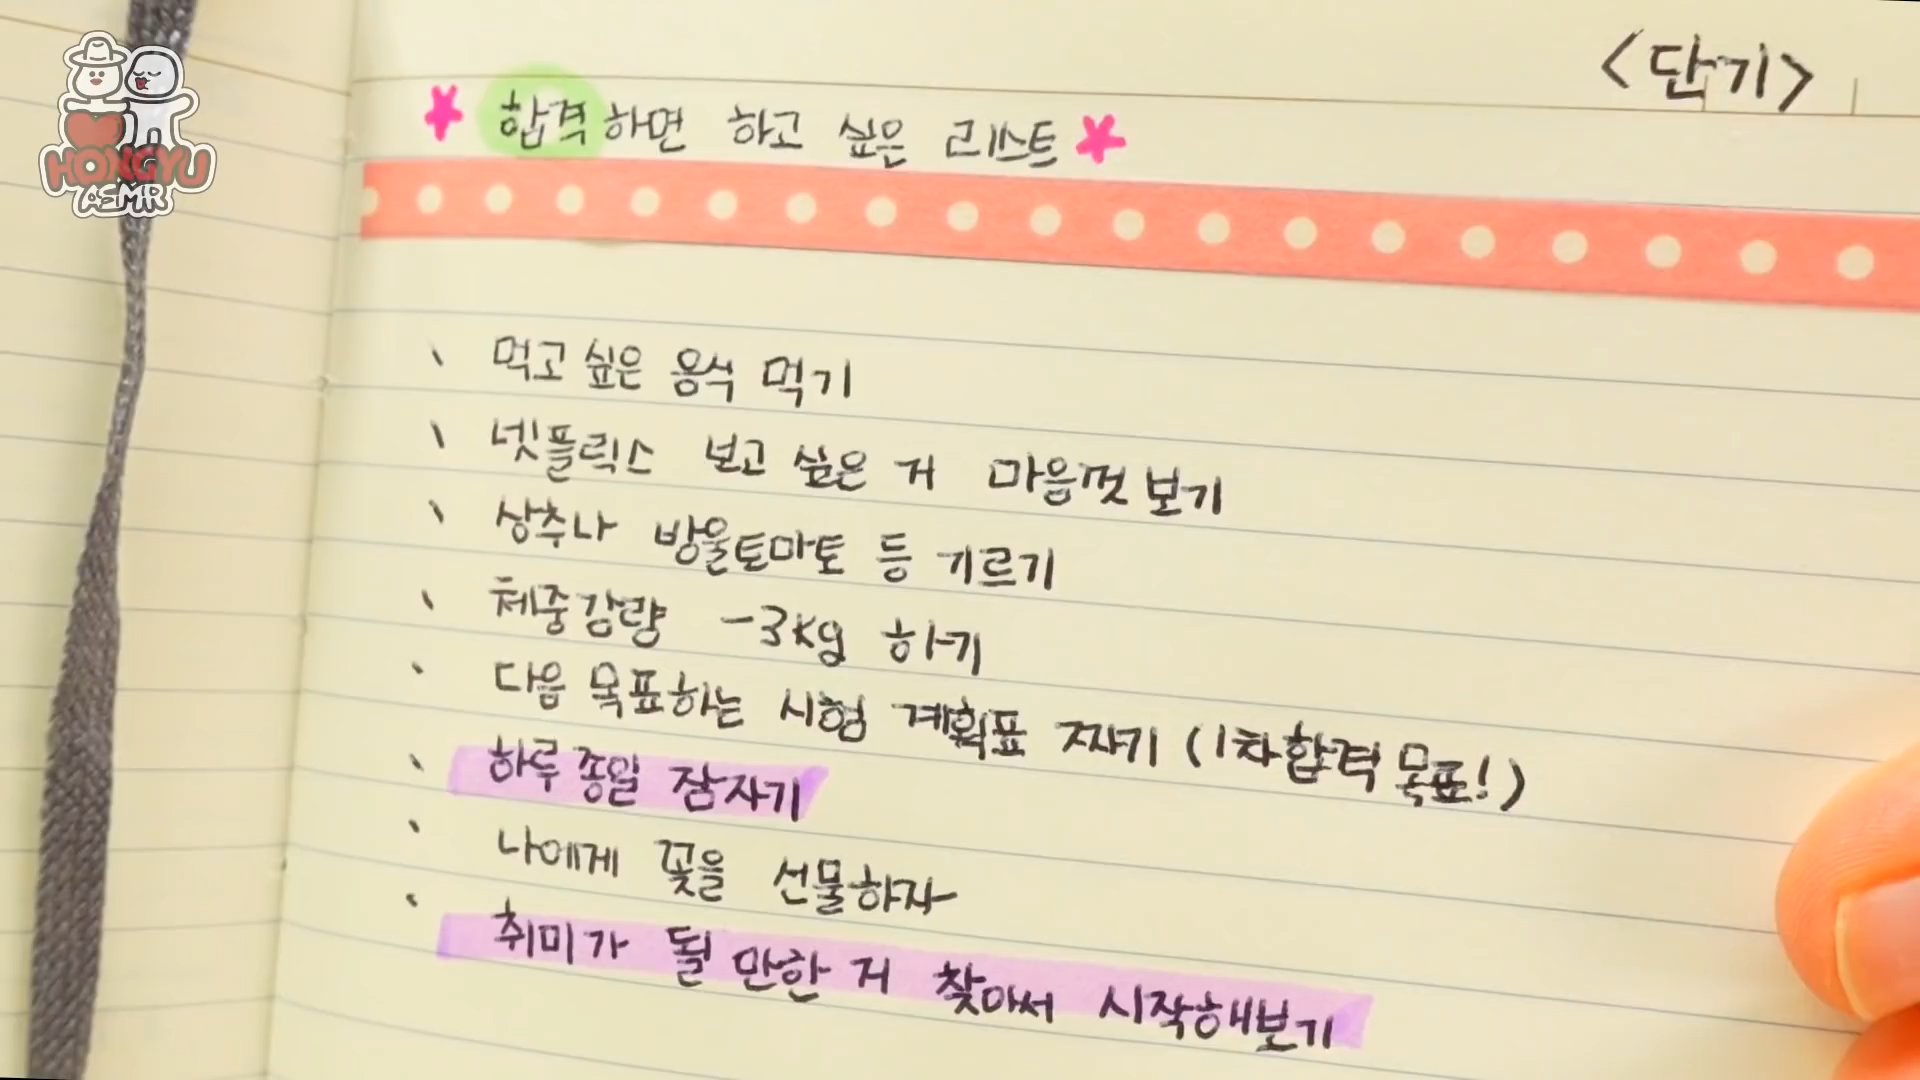 HONGYU
ASMR
<단기>
합격하면 하고 싶은 리스트
먹고 싶은 음식 먹기
넷플릭스 보고 싶은 거 마음껏 보기
상추나 방울토마토 등 기르기
체중감량 -3kg 하기
다음 목표하는 시험 계획표 짜기 (1차합격 목표!)
하루종일 잠자기
나에게 꽃을 선물하자
취미가 될 만한 거 찾아서 시작해보기